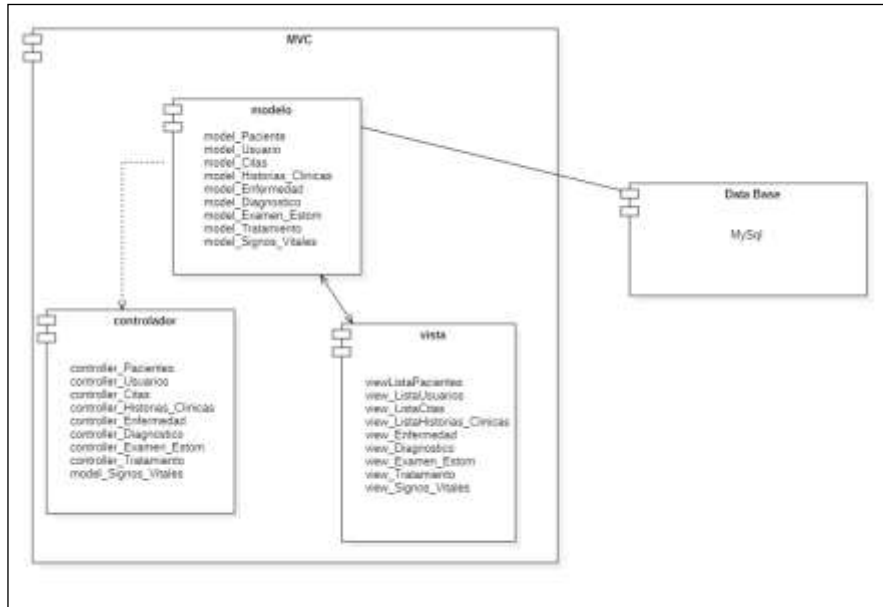 MVC
modelo
model_Paciente
model_Usuario
model_Citas
model_Historias_Clinicas
model_Enfermedad
model_Diagnostico
model_Examen_Estom
model_Tratamiento
model_Signos_Vitales
Data Base
MySql
controlador
controller_Pacientes
controller_Usuarios
controller_Citas
controller_Historias_Clinicas
controller_Enfermedad
controller_Diagnostico
controller_Examen_Estom
controller_Tratamiento
model_Signos_Vitales
vista
viewListaPacientes
view_ListaUsuarios
view_ListaCitas
view_ListaHistorias_Clinicas
view_Enfermedad
view_Diagnostico
view_Examen_Estom
view_Tratamiento
view_Signos_Vitales